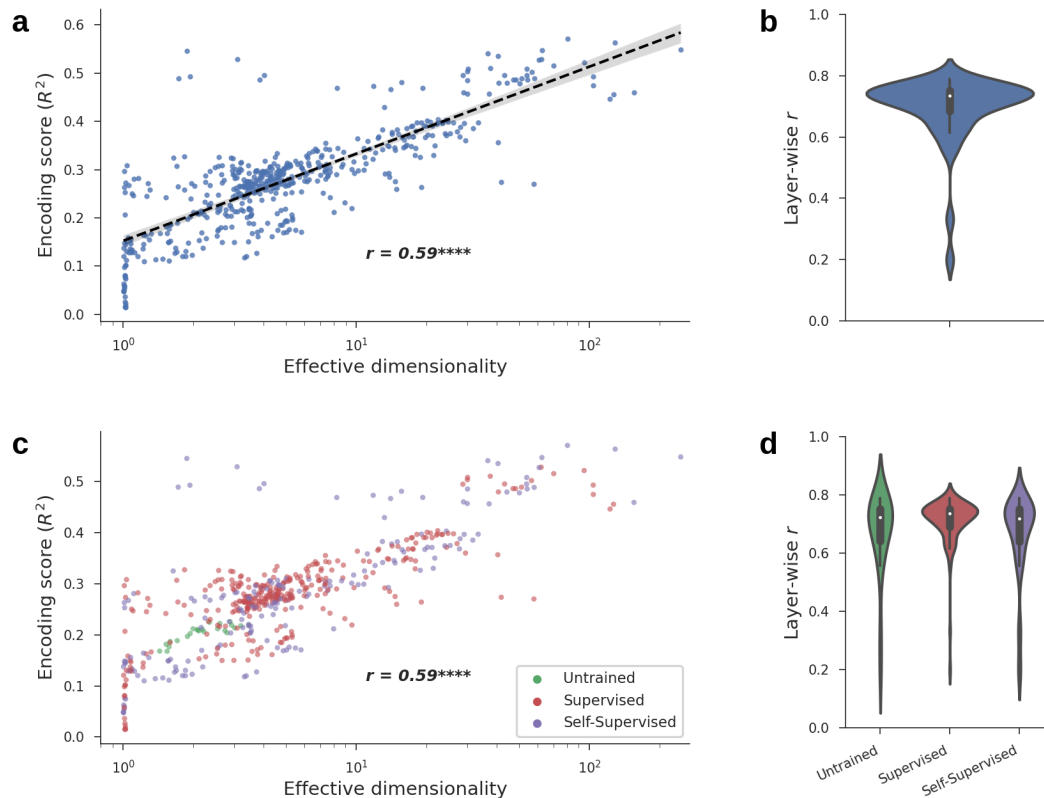 a
Encoding score (R²)
0.6
0.5
0.4
0.3
0.2
0.1
0.0
r = 0.59****
10⁰
10¹
10²
Effective dimensionality
b
Layer-wise r
1.0
0.8
0.6
0.4
0.2
0.0
c
Encoding score (R²)
0.5
0.4
0.3
0.2
0.1
0.0
r = 0.59****
Untrained
Supervised
Self-Supervised
10⁰
10¹
10²
Effective dimensionality
d
Layer-wise r
1.0
0.8
0.6
0.4
0.2
0.0
Untrained
Supervised
Self-Supervised